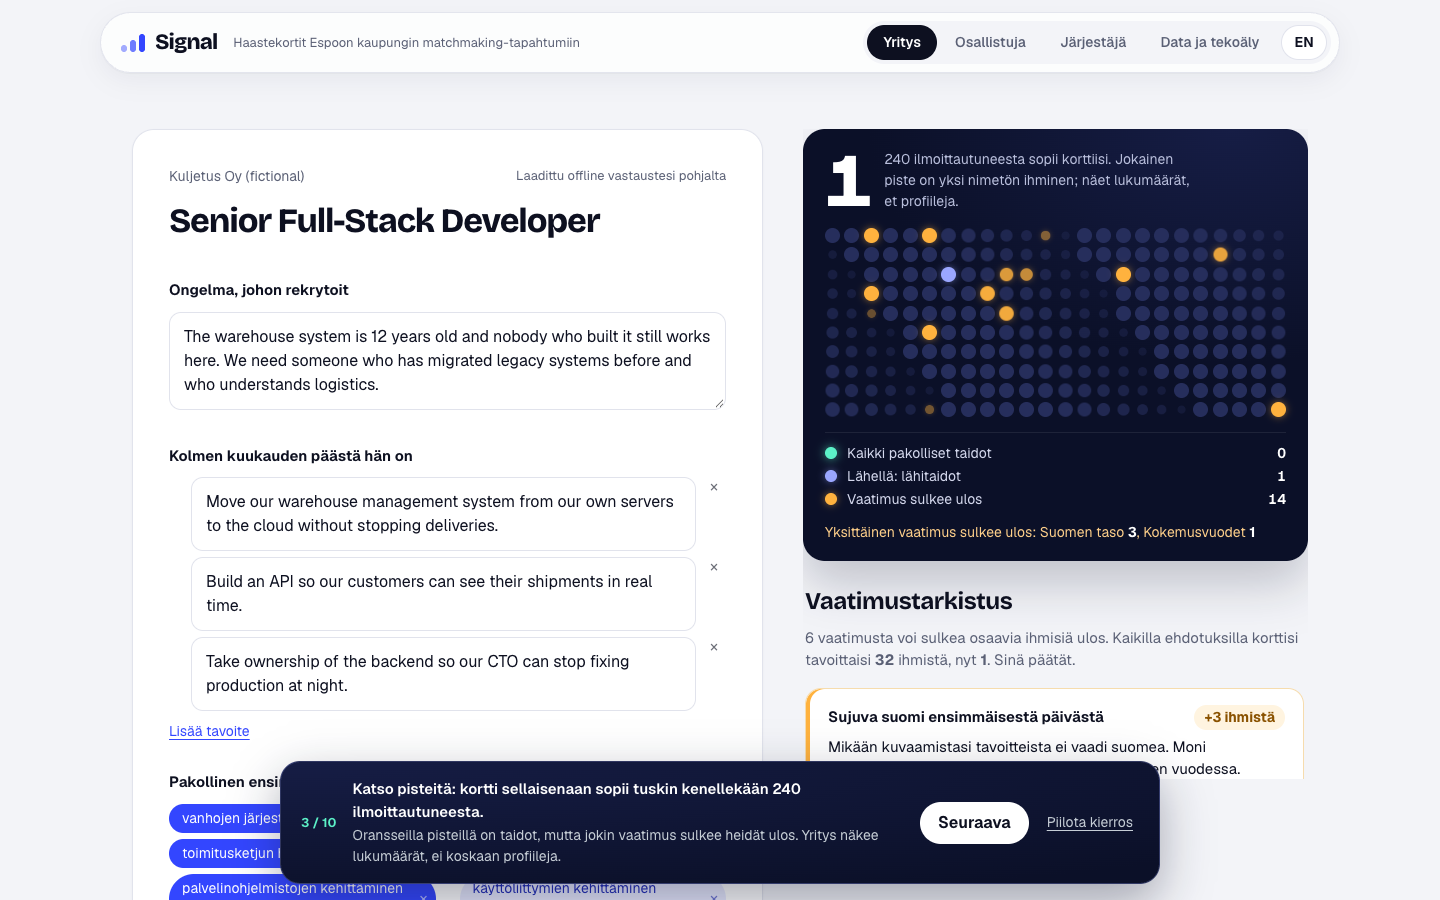 Signal
Haastekortit Espoon kaupungin matchmaking-tapahtumiin
Yritys
Osallistuja
Järjestäjä
Data ja tekoäly
EN
Kuljetus Oy (fictional)
Laadittu offline vastaustesi pohjalta
Senior Full-Stack Developer
Ongelma, johon rekrytoit
The warehouse system is 12 years old and nobody who built it still works
here. We need someone who has migrated legacy systems before and
who understands logistics.
Kolmen kuukauden päästä hän on
Move our warehouse management system from our own servers
to the cloud without stopping deliveries.
×
Build an API so our customers can see their shipments in real
time.
×
Take ownership of the backend so our CTO can stop fixing
production at night.
×
Lisää tavoite
Pakollinen
vanhojen
toimitusketjun
palvelinohjelmistojen kehittäminen
×
käyttöliittymien kehittäminen
×
1
240 ilmoittautuneesta sopii korttiisi. Jokainen
piste on yksi nimetön ihminen; näet lukumäärät,
et profiileja.
Kaikki pakolliset taidot 0
Lähellä: lähitaidot 1
Vaatimus sulkee ulos 14
Yksittäinen vaatimus sulkee ulos: Suomen taso 3, Kokemusvuodet 1
Vaatimustarkistus
6 vaatimusta voi sulkea osaavia ihmisiä ulos. Kaikilla ehdotuksilla korttisi
tavoittaisi 32 ihmistä, nyt 1. Sinä päätät.
Sujuva suomi ensimmäisestä päivästä
+3 ihmistä
Mikään kuvaamistasi tavoitteista ei vaadi suomea. Moni
vuodessa.
3 / 10
Katso pisteitä: kortti sellaisenaan sopii tuskin kenellekään 240
ilmoittautuneesta.
Oransseilla pisteillä on taidot, mutta jokin vaatimus sulkee heidät ulos. Yritys näkee
lukumäärät, ei koskaan profiileja.
Seuraava
Piilota kierros